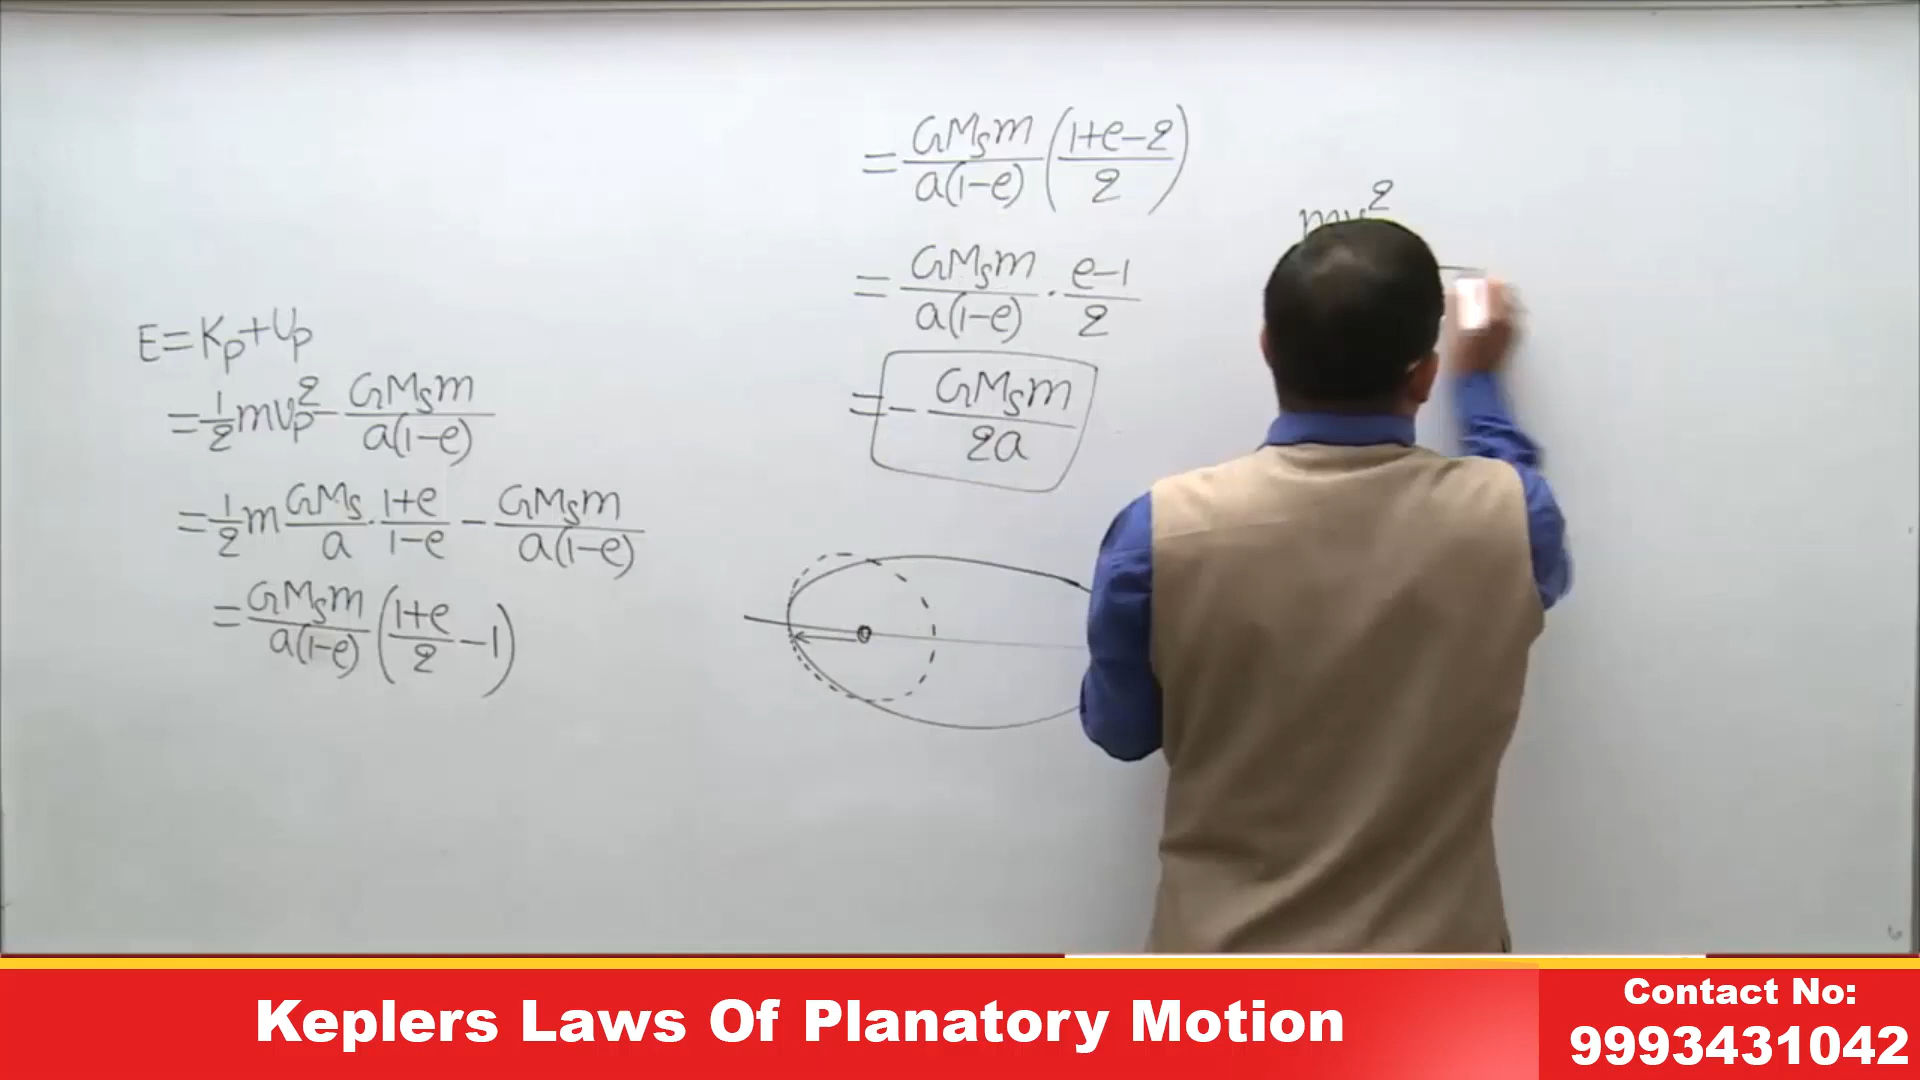 E=Kp+Up
=1/2 mvp² - GMsm/a(1-e)
=1/2 m GMs/a · 1+e/1-e - GMsm/a(1-e)
=GMsm/a(1-e) (1+e/2 - 1)
=GMsm/a(1-e) (1+e-2/2)
=GMsm/a(1-e) · e-1/2
=- GMsm/2a
mv²
Keplers Laws Of Planatory Motion
Contact No:
9993431042